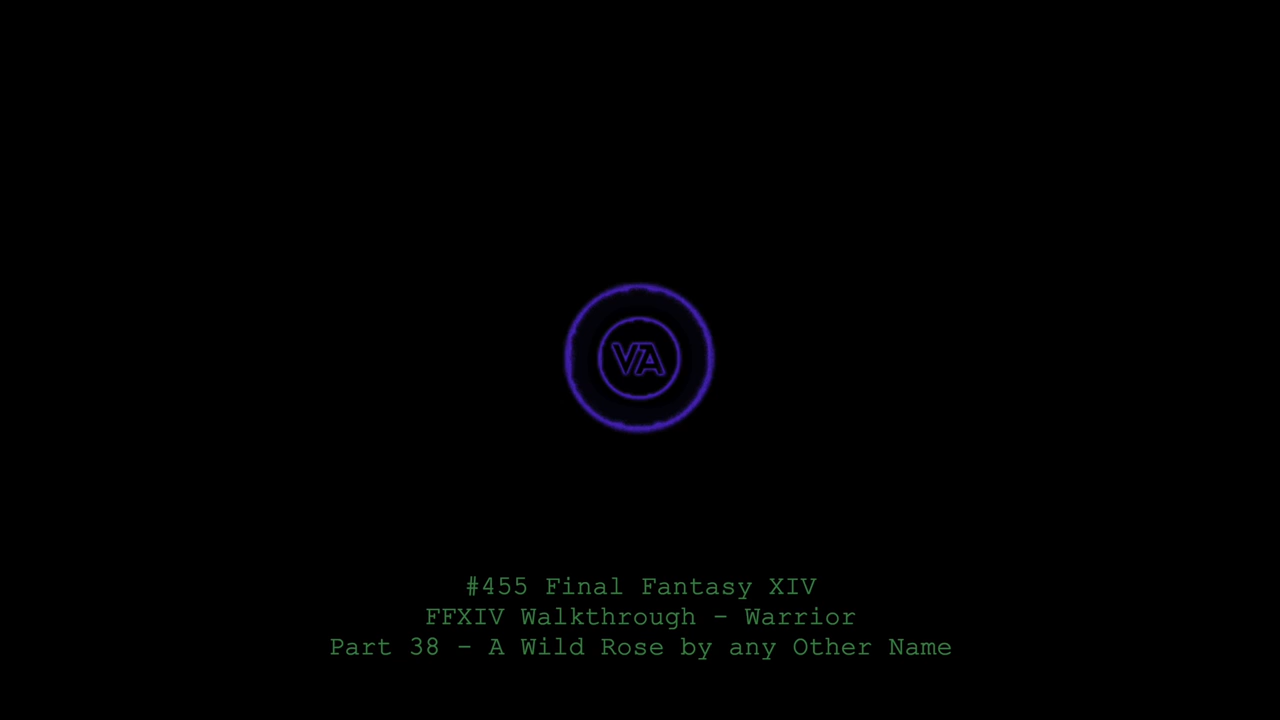 VA
#455 Final Fantasy XIV
FFXIV Walkthrough - Warrior
Part 38 - A Wild Rose by any Other Name